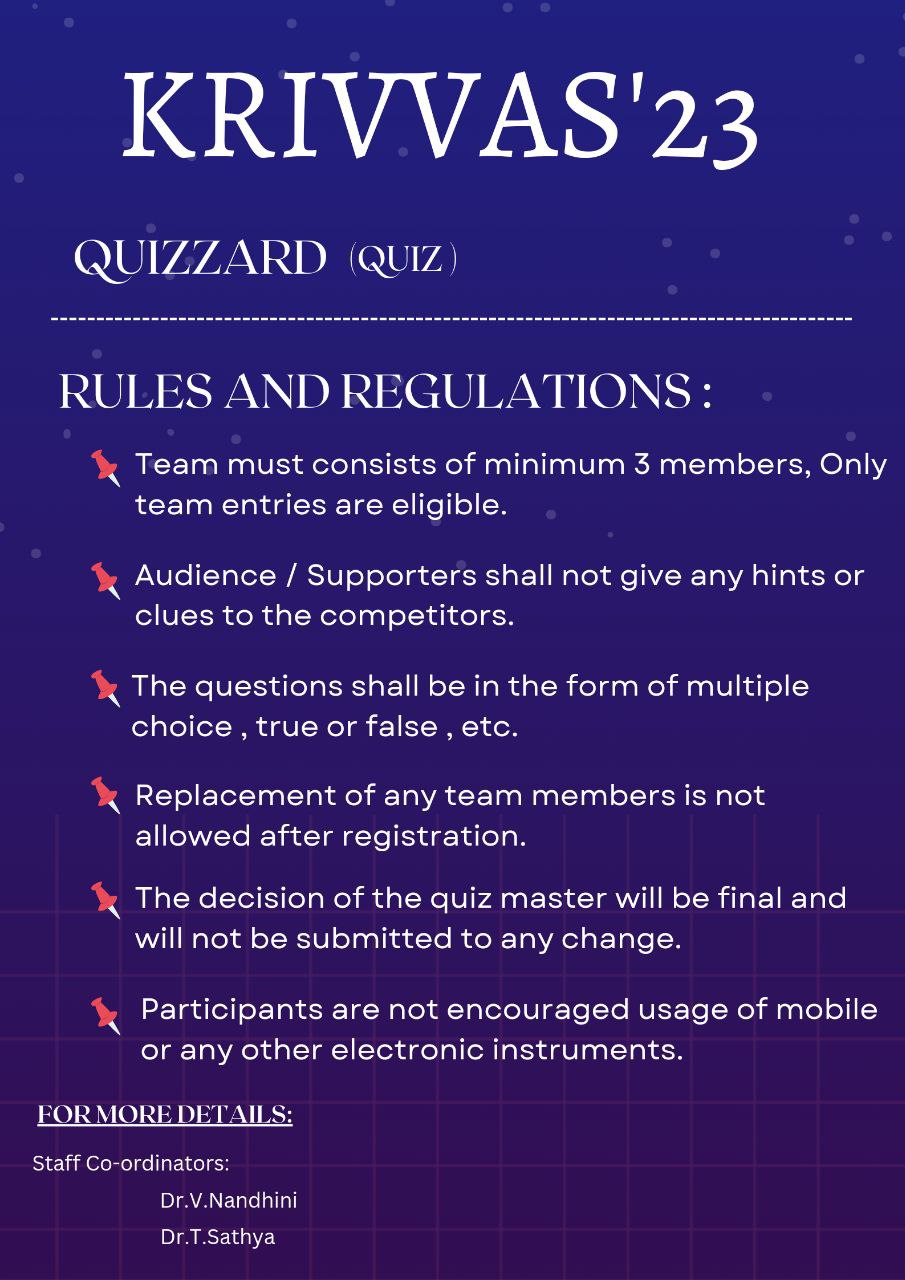 KRIVVAS'23
QUIZZARD (QUIZ )
--------------------------------------------------------------------------------------------
RULES AND REGULATIONS :
Team must consists of minimum 3 members, Only
team entries are eligible.
Audience / Supporters shall not give any hints or
clues to the competitors.
The questions shall be in the form of multiple
choice , true or false , etc.
Replacement of any team members is not
allowed after registration.
The decision of the quiz master will be final and
will not be submitted to any change.
Participants are not encouraged usage of mobile
or any other electronic instruments.
FOR MORE DETAILS:
Staff Co-ordinators:
Dr.V.Nandhini
Dr.T.Sathya